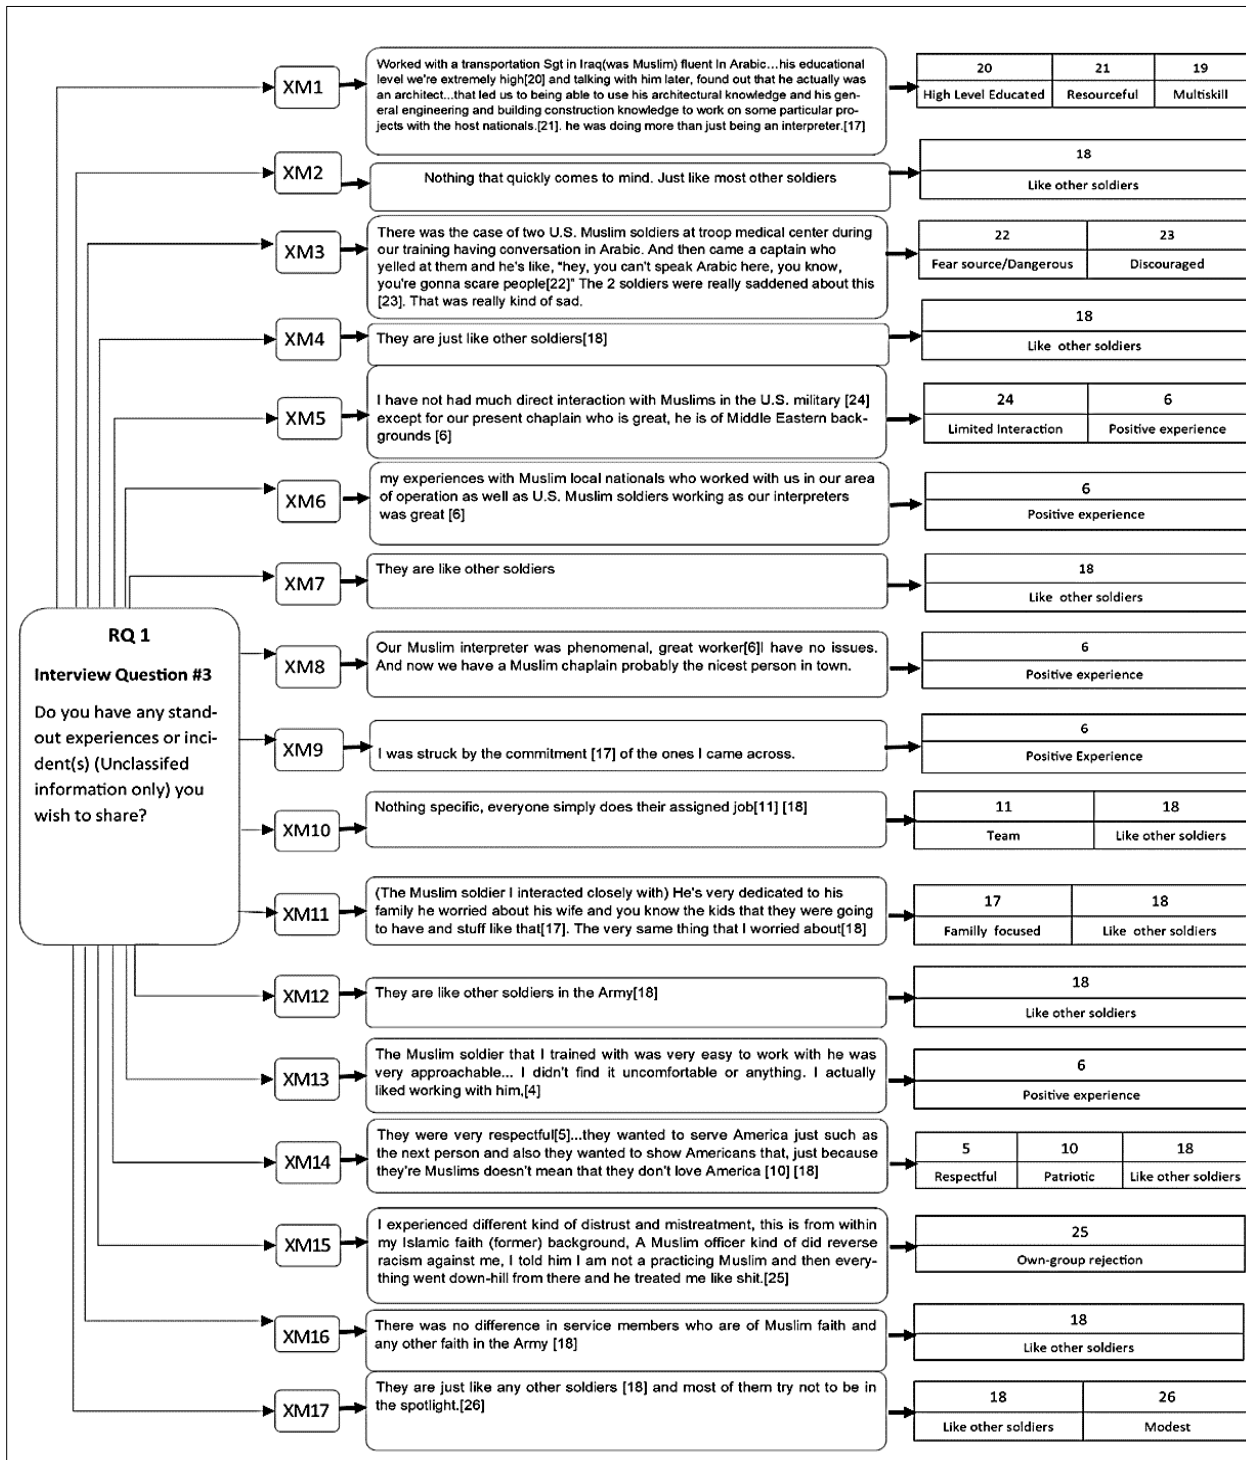 XM1
Worked with a transportation Sgt in Iraq(was Muslim) fluent In Arabic...his educational
level we're extremely high[20] and talking with him later, found out that he actually was
an architect...that led us to being able to use his architectural knowledge and his gen-
eral engineering and building construction knowledge to work on some particular pro-
jects with the host nationals.[21]. he was doing more than just being an interpreter.[17]
20 21 19
High Level Educated Resourceful Multiskill
XM2
Nothing that quickly comes to mind. Just like most other soldiers
18
Like other soldiers
XM3
There was the case of two U.S. Muslim soldiers at troop medical center during
our training having conversation in Arabic. And then came a captain who
yelled at them and he's like, "hey, you can't speak Arabic here, you know,
you're gonna scare people[22]" The 2 soldiers were really saddened about this
[23]. That was really kind of sad.
22 23
Fear source/Dangerous Discouraged
XM4
They are just like other soldiers[18]
18
Like other soldiers
XM5
I have not had much direct interaction with Muslims in the U.S. military [24]
except for our present chaplain who is great, he is of Middle Eastern back-
grounds [6]
24 6
Limited Interaction Positive experience
XM6
my experiences with Muslim local nationals who worked with us in our area
of operation as well as U.S. Muslim soldiers working as our interpreters
was great [6]
6
Positive experience
XM7
They are like other soldiers
18
Like other soldiers
RQ 1
Interview Question #3
Do you have any stand-
out experiences or inci-
dent(s) (Unclassifed
information only) you
wish to share?
XM8
Our Muslim interpreter was phenomenal, great worker[6]I have no issues.
And now we have a Muslim chaplain probably the nicest person in town.
6
Positive experience
XM9
I was struck by the commitment [17] of the ones I came across.
6
Positive Experience
XM10
Nothing specific, everyone simply does their assigned job[11] [18]
11 18
Team Like other soldiers
XM11
(The Muslim soldier I interacted closely with) He's very dedicated to his
family he worried about his wife and you know the kids that they were going
to have and stuff like that[17]. The very same thing that I worried about[18]
17 18
Familly focused Like other soldiers
XM12
They are like other soldiers in the Army[18]
18
Like other soldiers
XM13
The Muslim soldier that I trained with was very easy to work with he was
very approachable... I didn't find it uncomfortable or anything. I actually
liked working with him,[4]
6
Positive experience
XM14
They were very respectful[5]...they wanted to serve America just such as
the next person and also they wanted to show Americans that, just because
they're Muslims doesn't mean that they don't love America [10] [18]
5 10 18
Respectful Patriotic Like other soldiers
XM15
I experienced different kind of distrust and mistreatment, this is from within
my Islamic faith (former) background, A Muslim officer kind of did reverse
racism against me, I told him I am not a practicing Muslim and then every-
thing went down-hill from there and he treated me like shit.[25]
25
Own-group rejection
XM16
There was no difference in service members who are of Muslim faith and
any other faith in the Army [18]
18
Like other soldiers
XM17
They are just like any other soldiers [18] and most of them try not to be in
the spotlight.[26]
18 26
Like other soldiers Modest